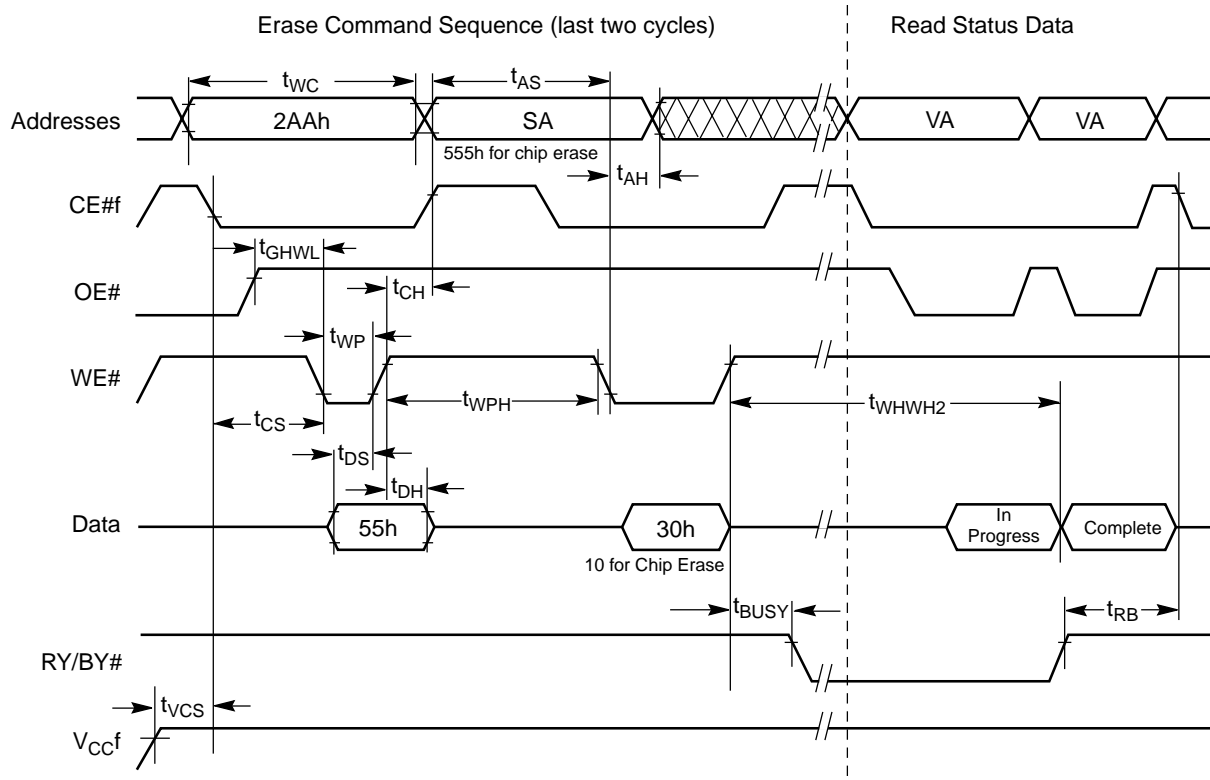 Erase Command Sequence (last two cycles)
Read Status Data
tWC
tAS
Addresses
2AAh
SA
VA
VA
555h for chip erase
tAH
CE#f
tGHWL
tCH
OE#
tWP
WE#
tWPH
tWHWH2
tCS
tDS
tDH
Data
55h
30h
In
Progress
Complete
10 for Chip Erase
tBUSY
tRB
RY/BY#
tVCS
VCCf